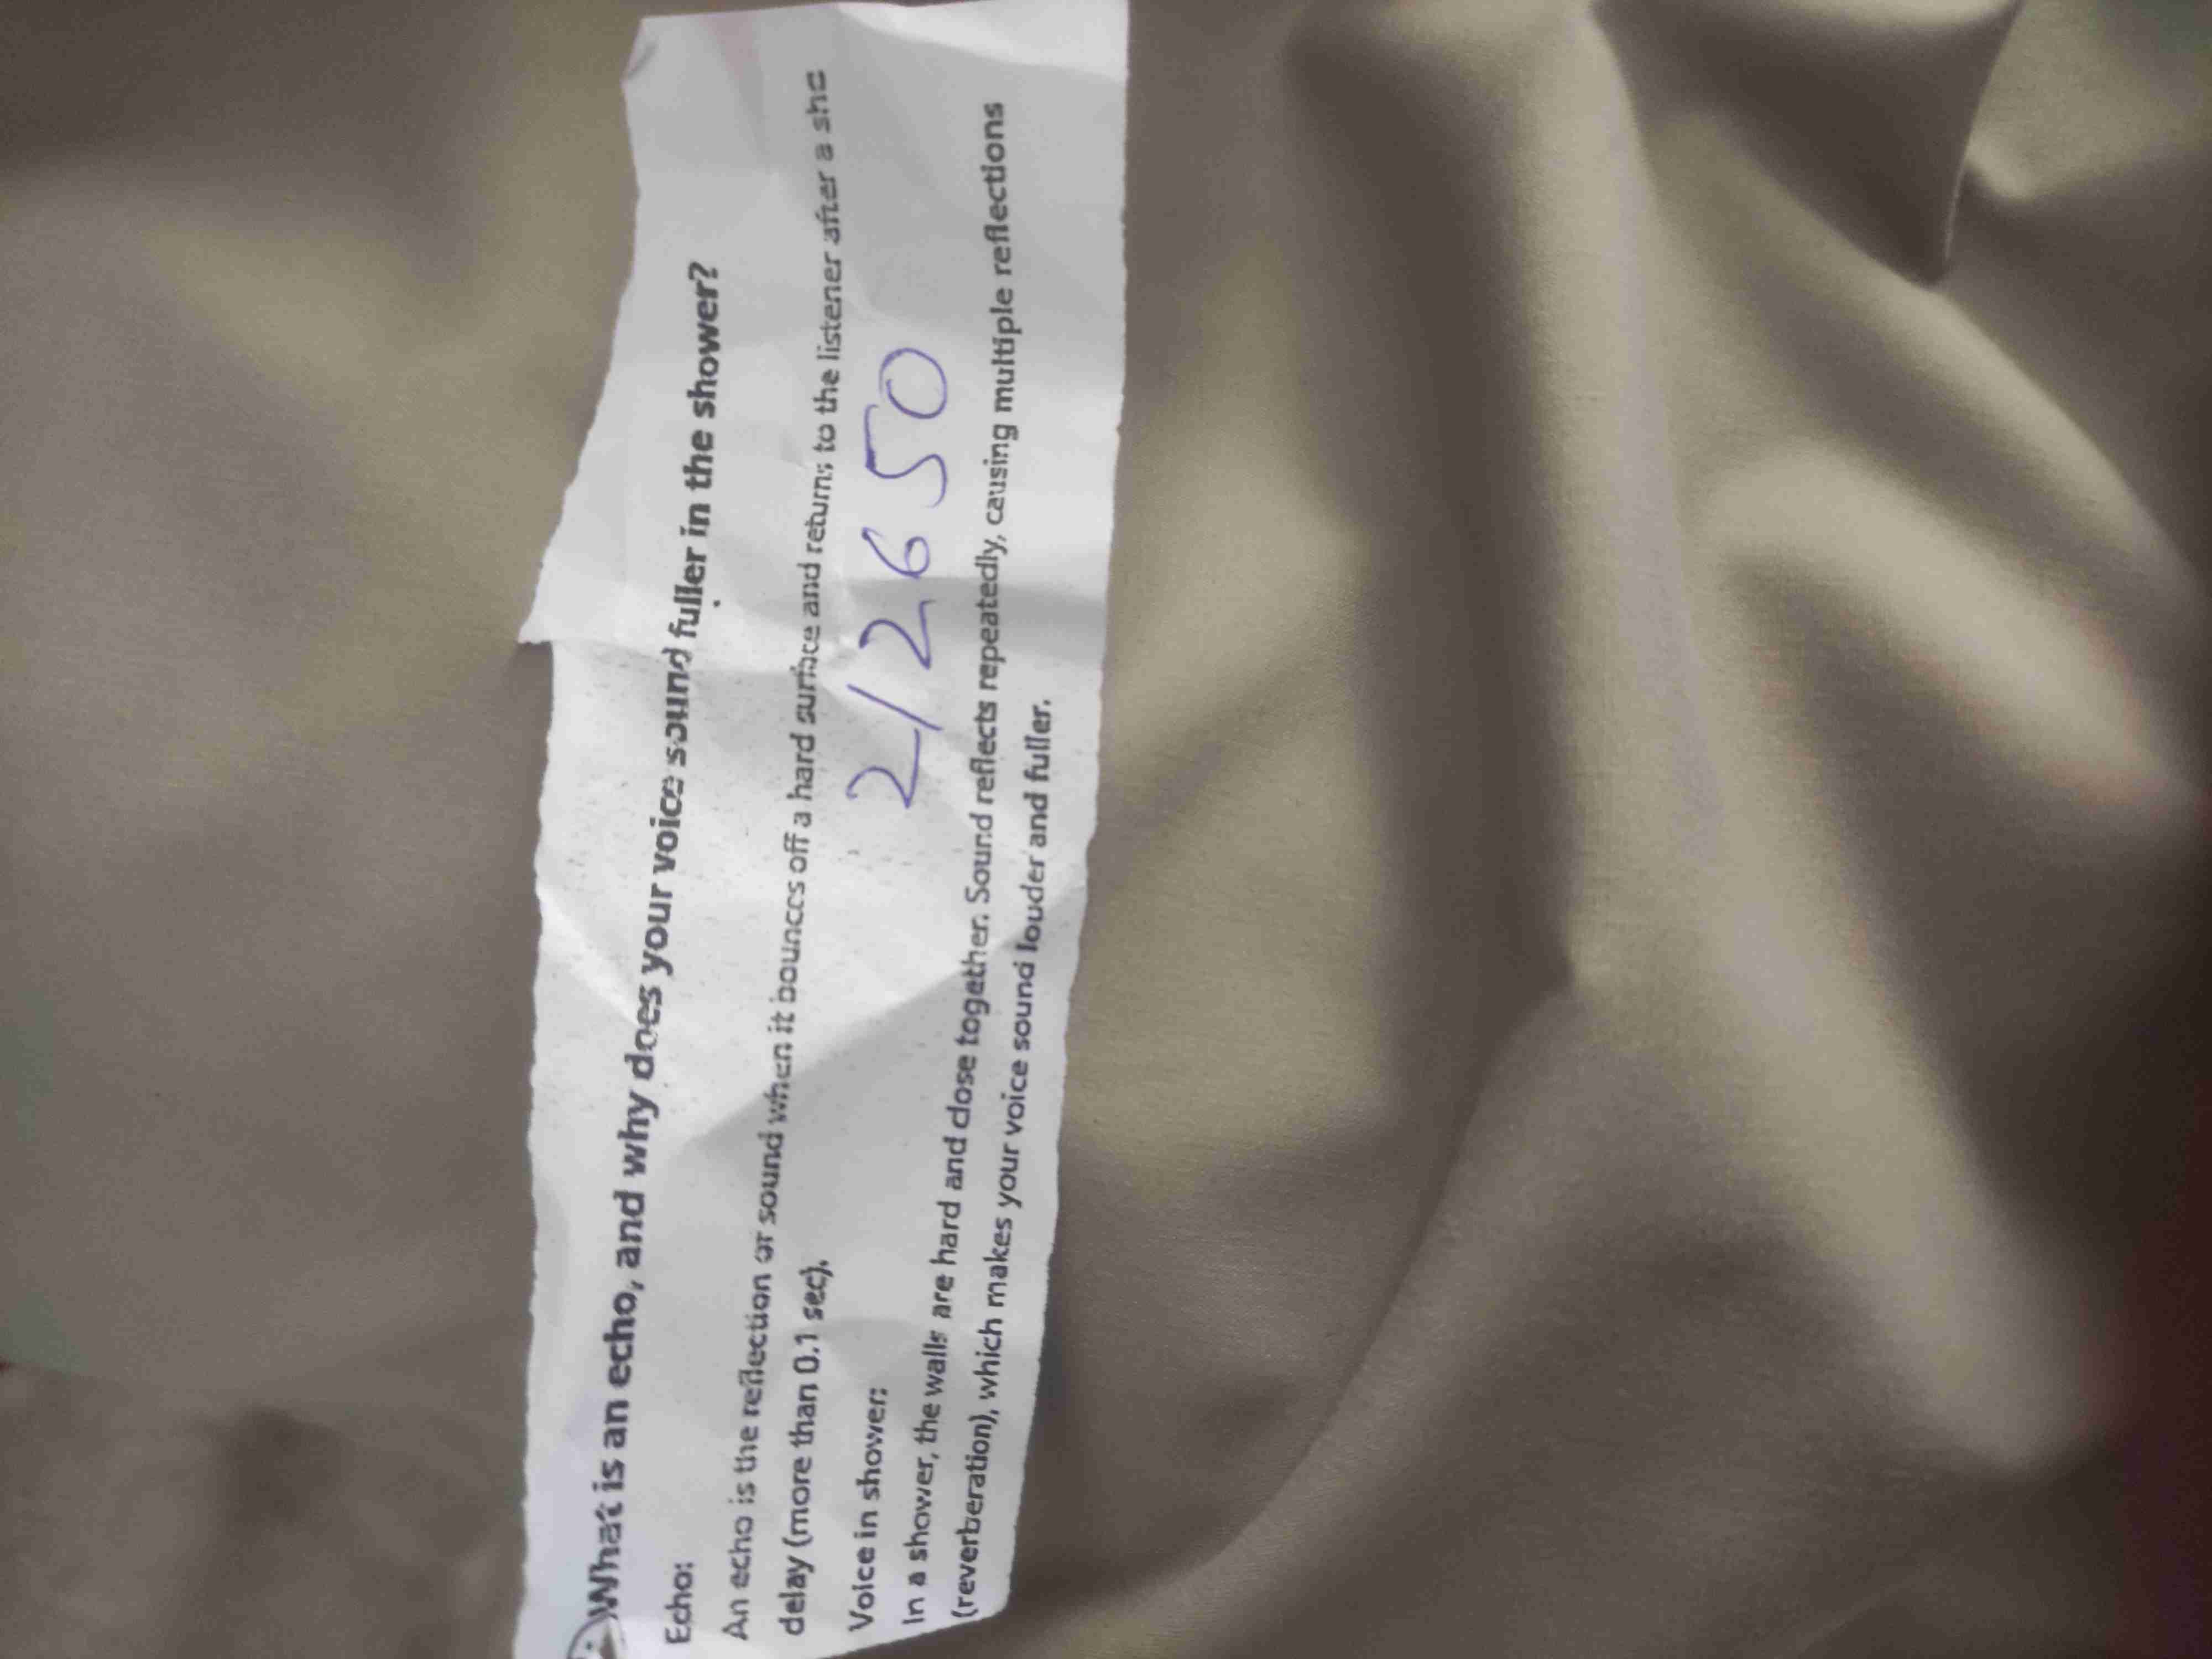 What is an echo, and why does your voice sound fuller in the shower?
Echo:
An echo is the reflection or sound when it bounces off a hard surface and returns to the listener after a
delay (more than 0.1 sec).
2/2650
Voice in shower:
In a shower, the walls are hard and close together. Sound reflects repeatedly, causing multiple reflections
(reverberation), which makes your voice sound louder and fuller.